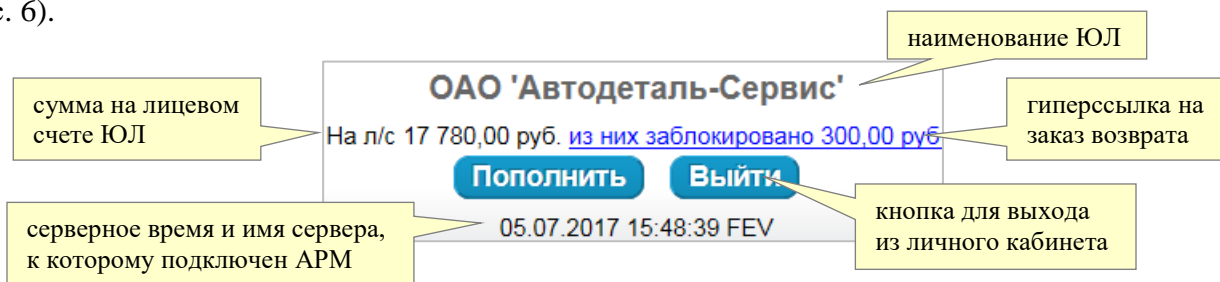 с. 6).
наименование ЮЛ
ОАО 'Автодеталь-Сервис'
сумма на лицевом
счете ЮЛ
гиперссылка на
заказ возврата
На л/с 17 780,00 руб. из них заблокировано 300,00 руб
Пополнить Выйти
кнопка для выхода
из личного кабинета
серверное время и имя сервера,
к которому подключен АРМ
05.07.2017 15:48:39 FEV